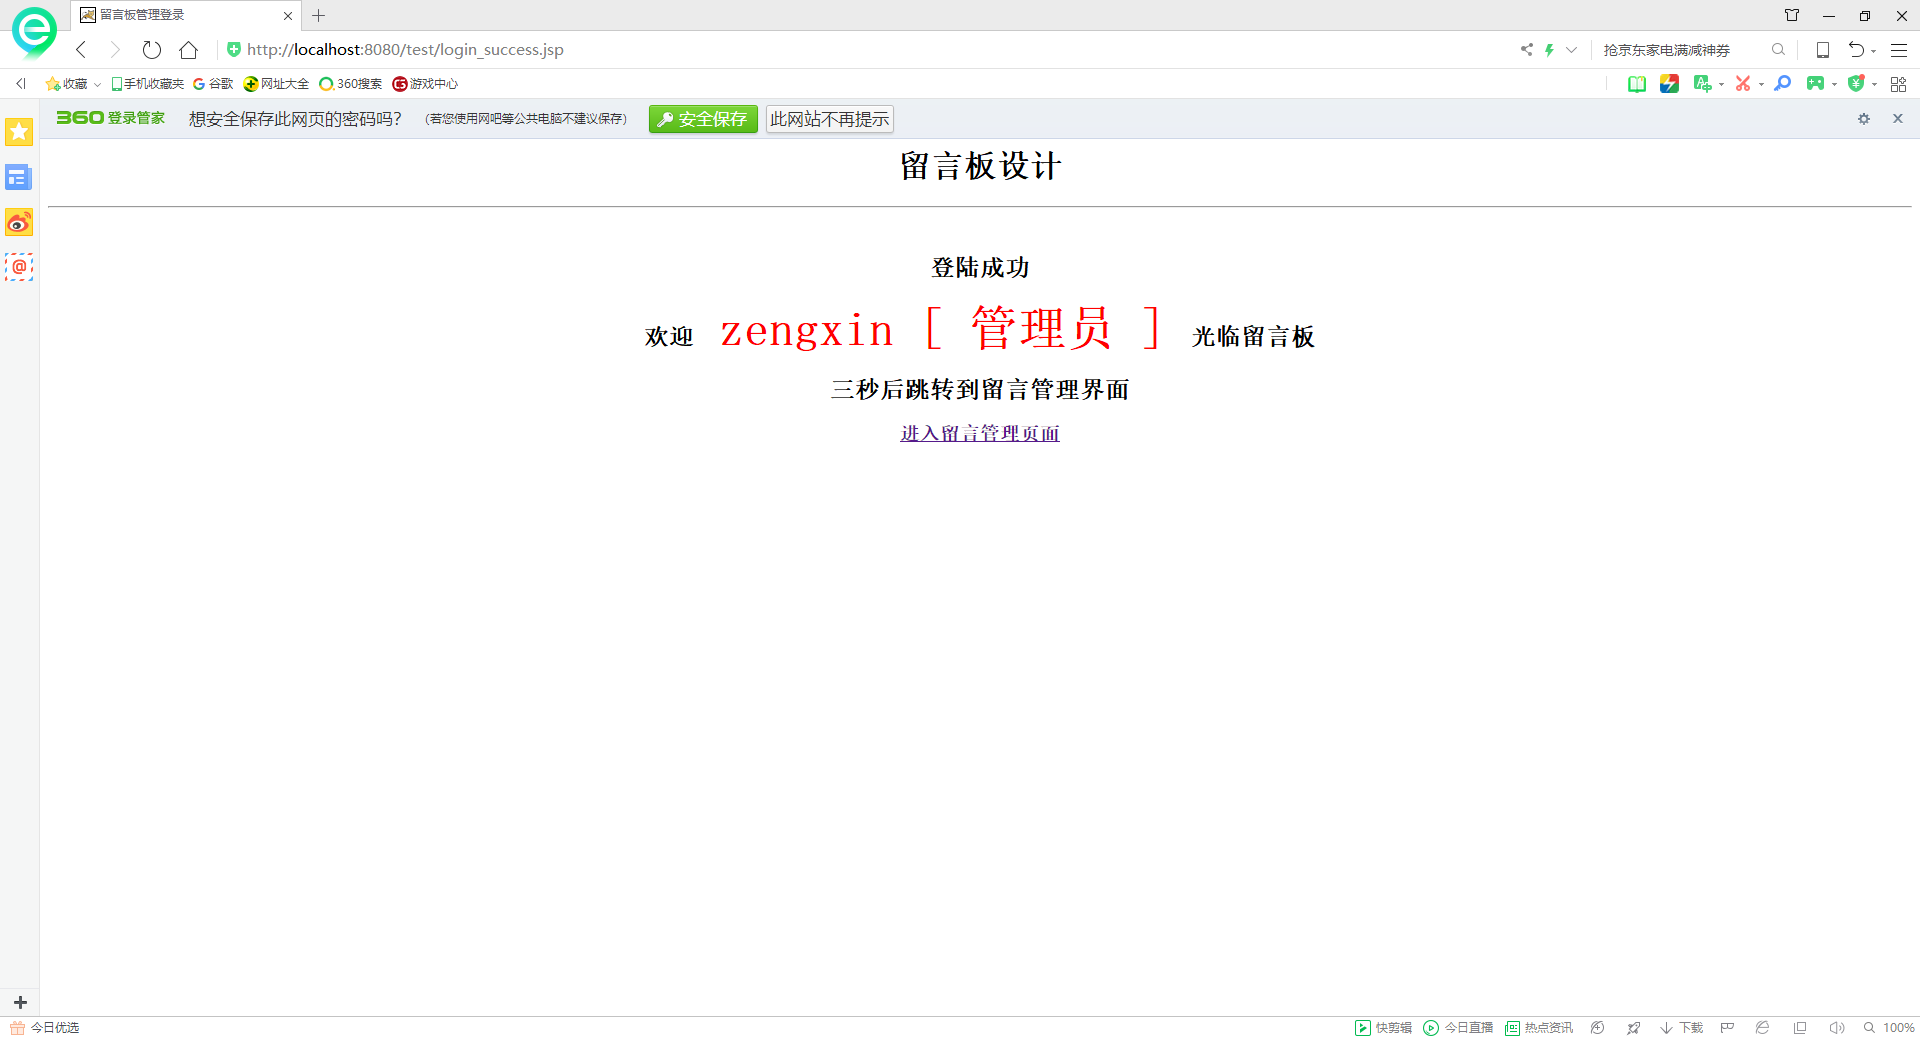 留言板管理登录
http://localhost:8080/test/login_success.jsp
抢京东家电满减神券
收藏 手机收藏夹 谷歌 网址大全 360搜索 游戏中心
360 登录管家 想安全保存此网页的密码吗? (若您使用网吧等公共电脑不建议保存) 安全保存 此网站不再提示
留言板设计
登陆成功
欢迎 zengxin [ 管理员 ] 光临留言板
三秒后跳转到留言管理界面
进入留言管理页面
今日优选 快剪辑 今日直播 热点资讯 下载 100%